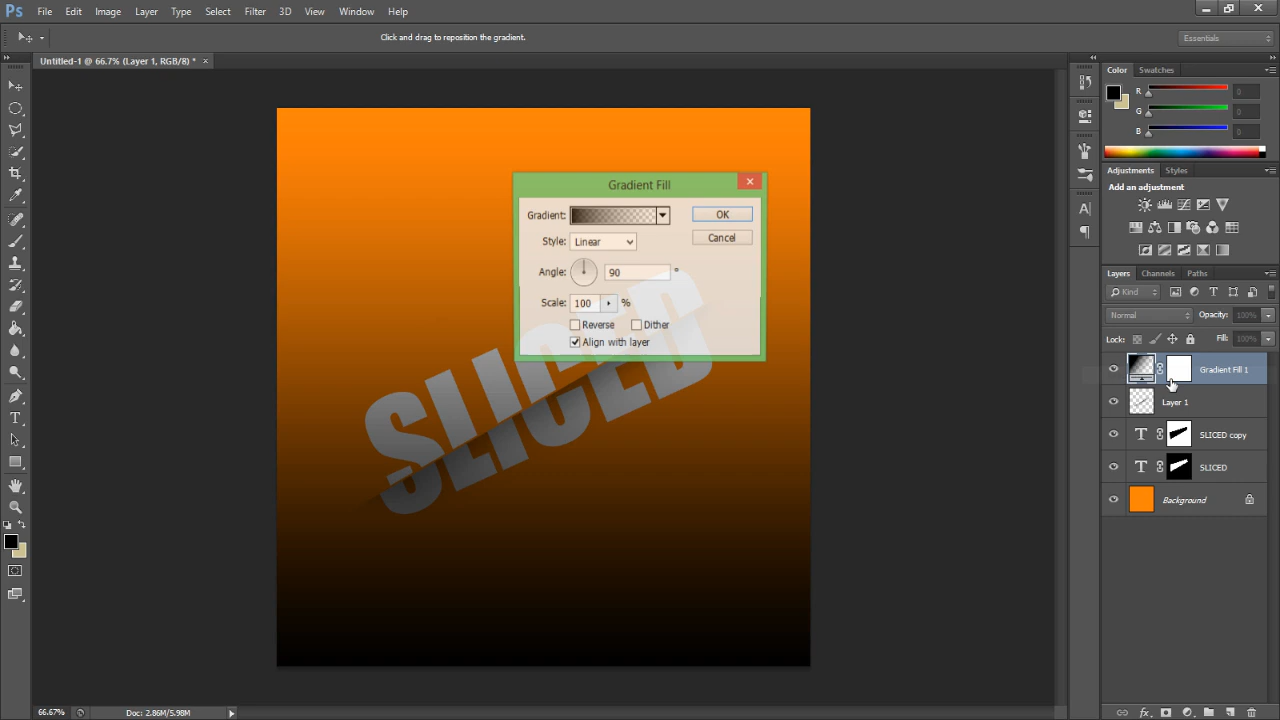 Ps File Edit Image Layer Type Select Filter 3D View Window Help
Click and drag to reposition the gradient.
Essentials
Untitled-1 @ 66.7% (Layer 1, RGB/8) * ×
Color Swatches
R 0
G 0
B 0
Adjustments Styles
Add an adjustment
Gradient Fill
Gradient: OK
Style: Linear Cancel
Angle: 90 °
Scale: 100 %
Reverse Dither
Align with layer
SLICED
Layers Channels Paths
Kind
Normal Opacity: 100%
Lock: Fill: 100%
Gradient Fill 1
Layer 1
T SLICED copy
T SLICED
Background
66.67% Doc: 2.86M/5.98M